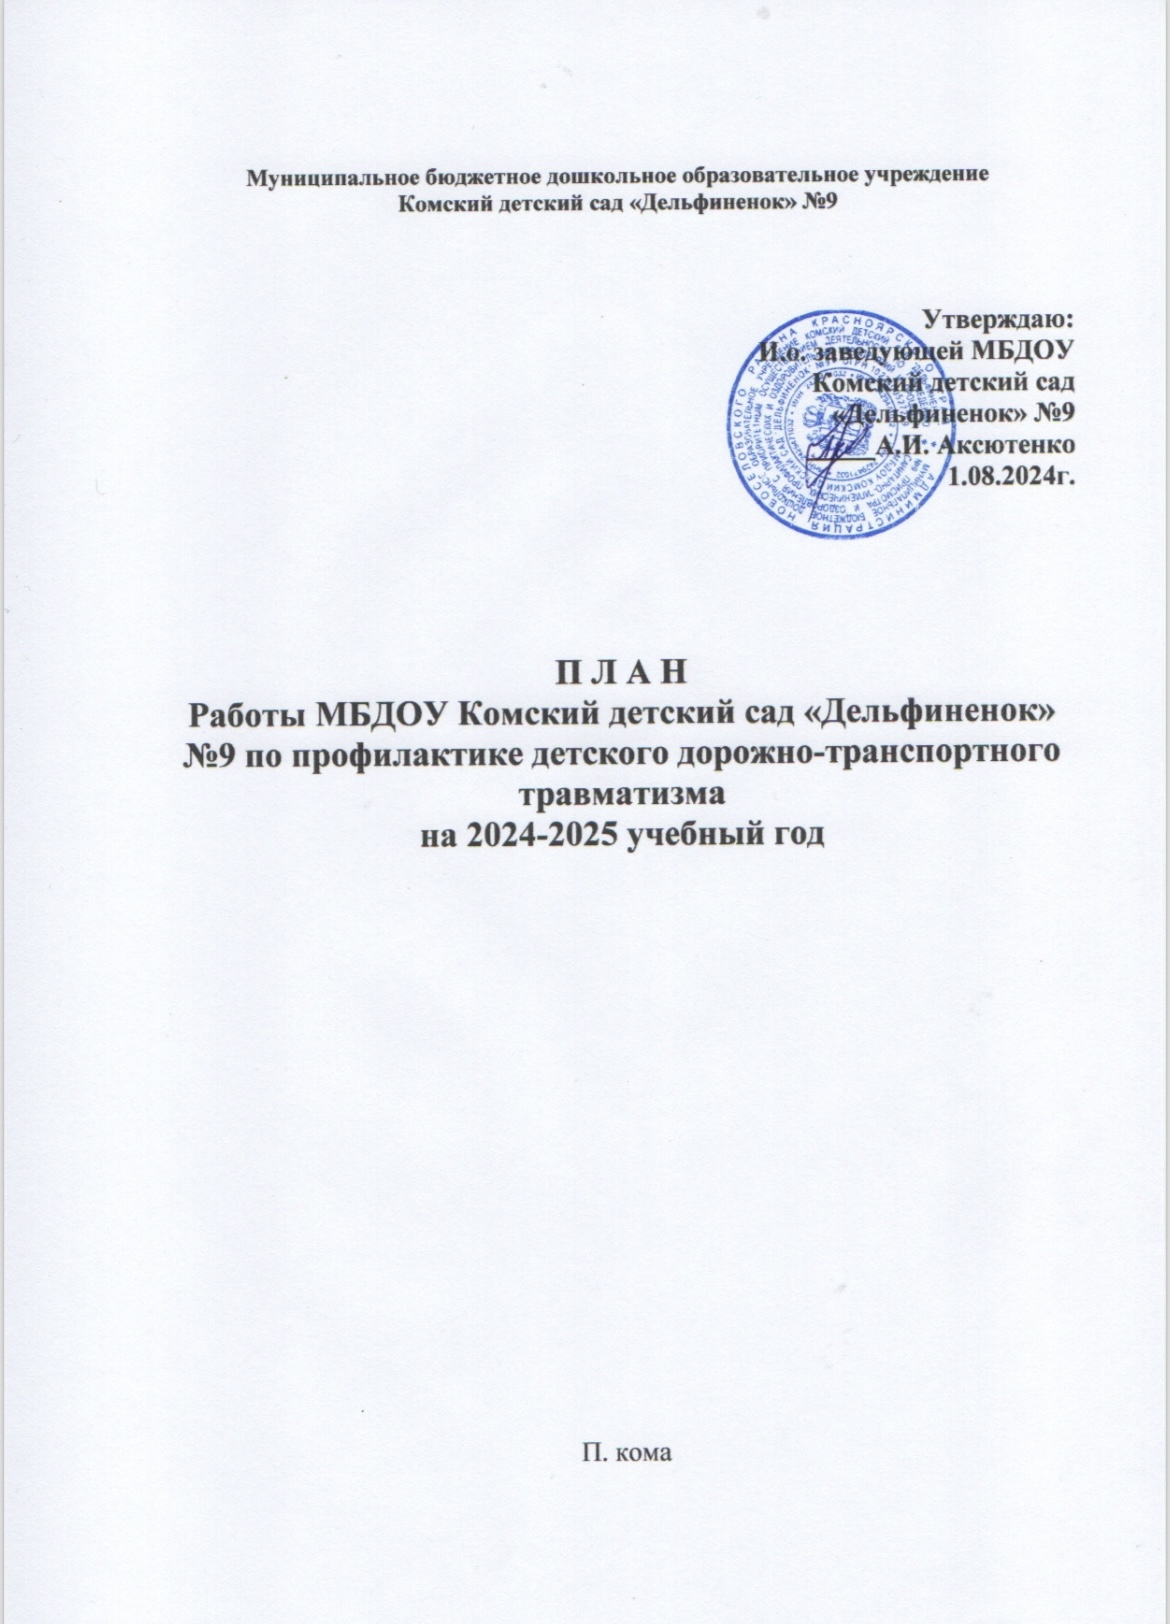 Муниципальное бюджетное дошкольное образовательное учреждение
Комский детский сад «Дельфиненок» №9
Утверждаю:
И.о. заведующей МБДОУ
Комский детский сад
«Дельфиненок» №9
А.И. Аксютенко
1.08.2024г.
П Л А Н
Работы МБДОУ Комский детский сад «Дельфиненок»
№9 по профилактике детского дорожно-транспортного
травматизма
на 2024-2025 учебный год
П. кома